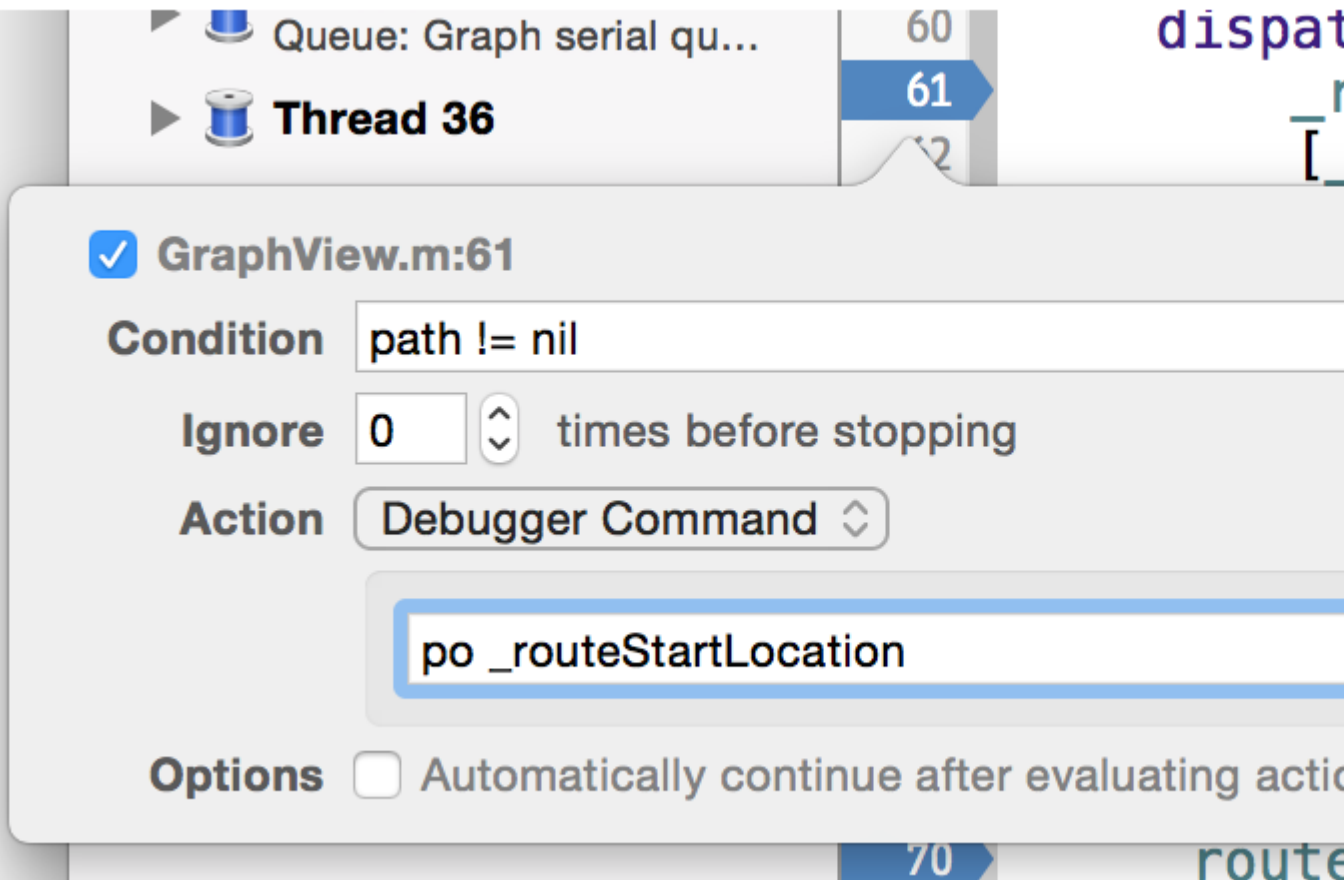 Queue: Graph serial qu...
60
dispat
61
Thread 36
62
[_
GraphView.m:61
Condition path != nil
Ignore 0 times before stopping
Action Debugger Command
po _routeStartLocation
Options Automatically continue after evaluating actio
70
route